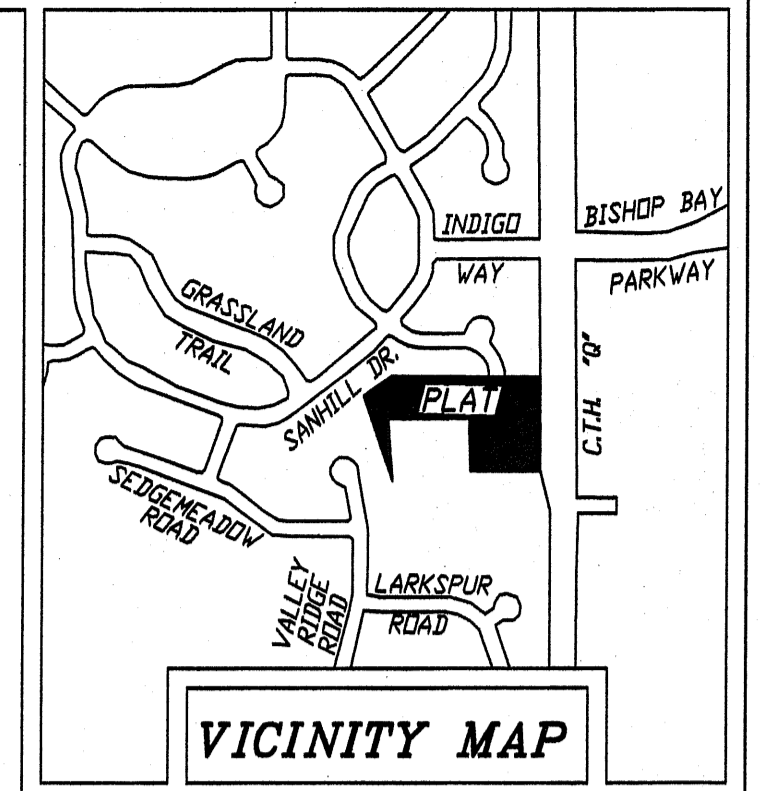 INDIGO
WAY
BISHOP BAY
PARKWAY
GRASSLAND
TRAIL
SANHILL DR.
PLAT
C.T.H. "Q"
SEDGEMEADOW
ROAD
VALLEY
RIDGE
ROAD
LARKSPUR
ROAD
VICINITY MAP